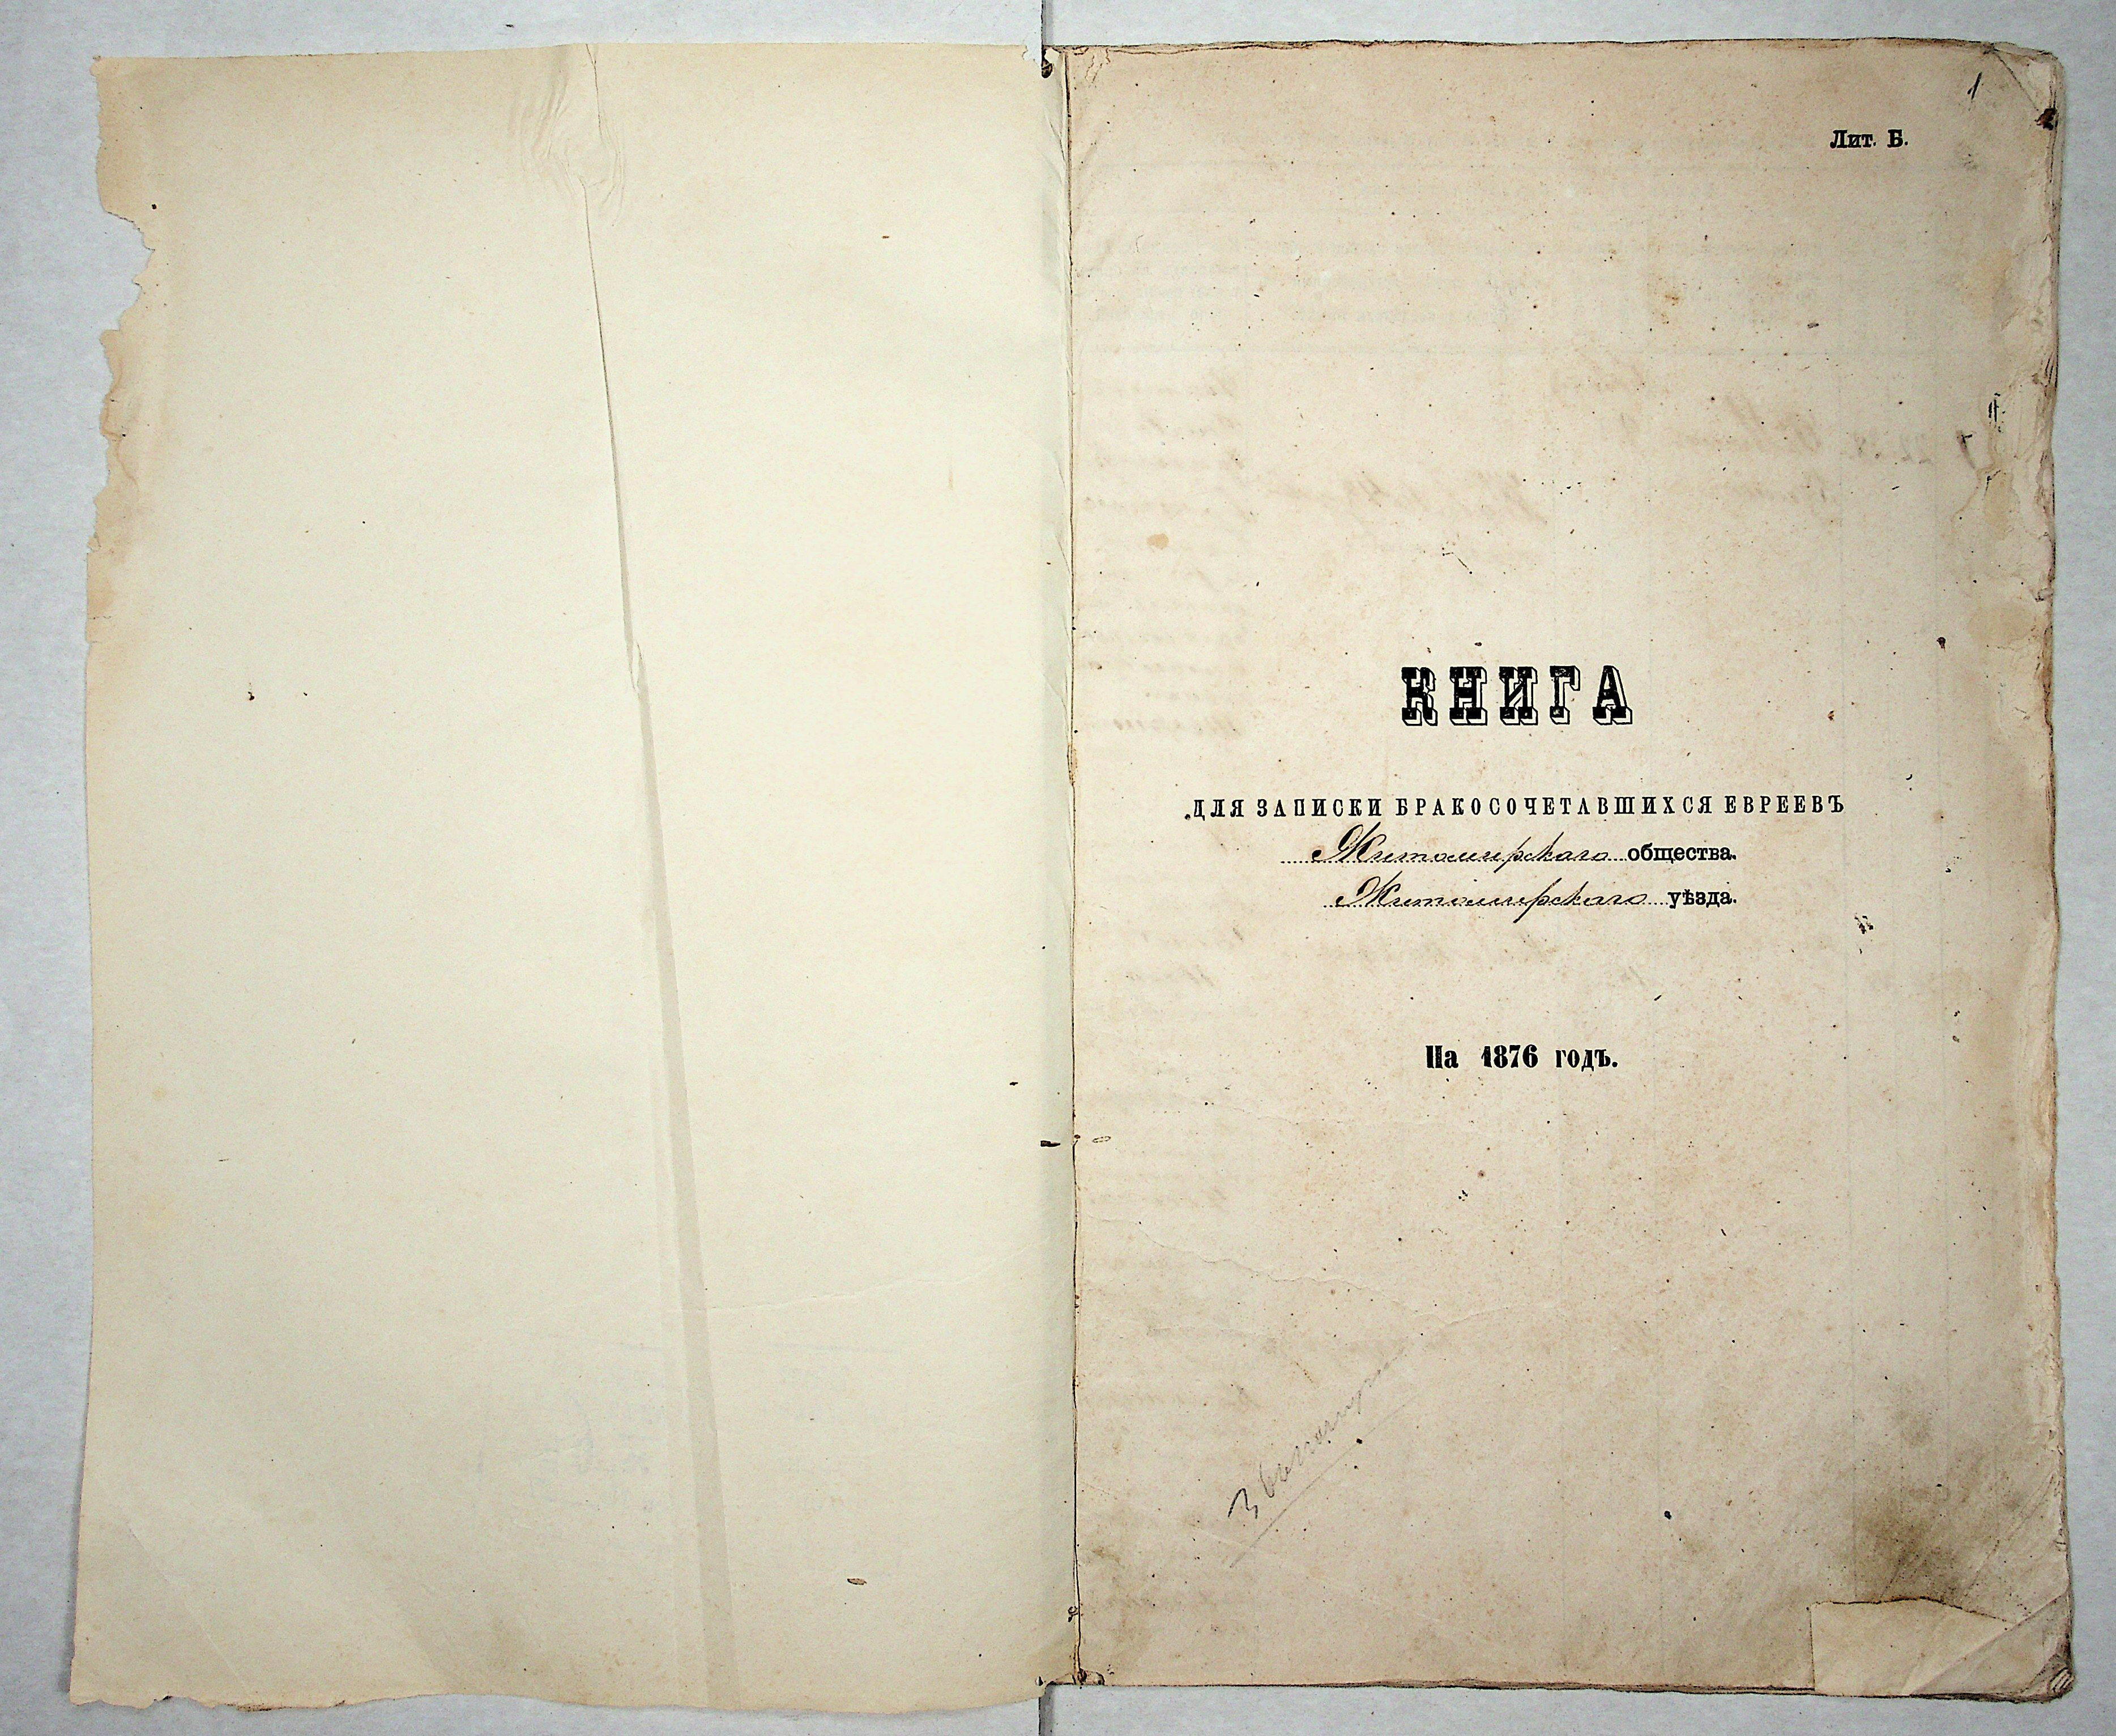 1
Лит. Б.
КНИГА
ДЛЯ ЗАПИСКИ БРАКОСОЧЕТАВШИХСЯ ЕВРЕЕВЪ
Житомирскаго общества.
Житомирскаго уѣзда.
На 1876 годъ.